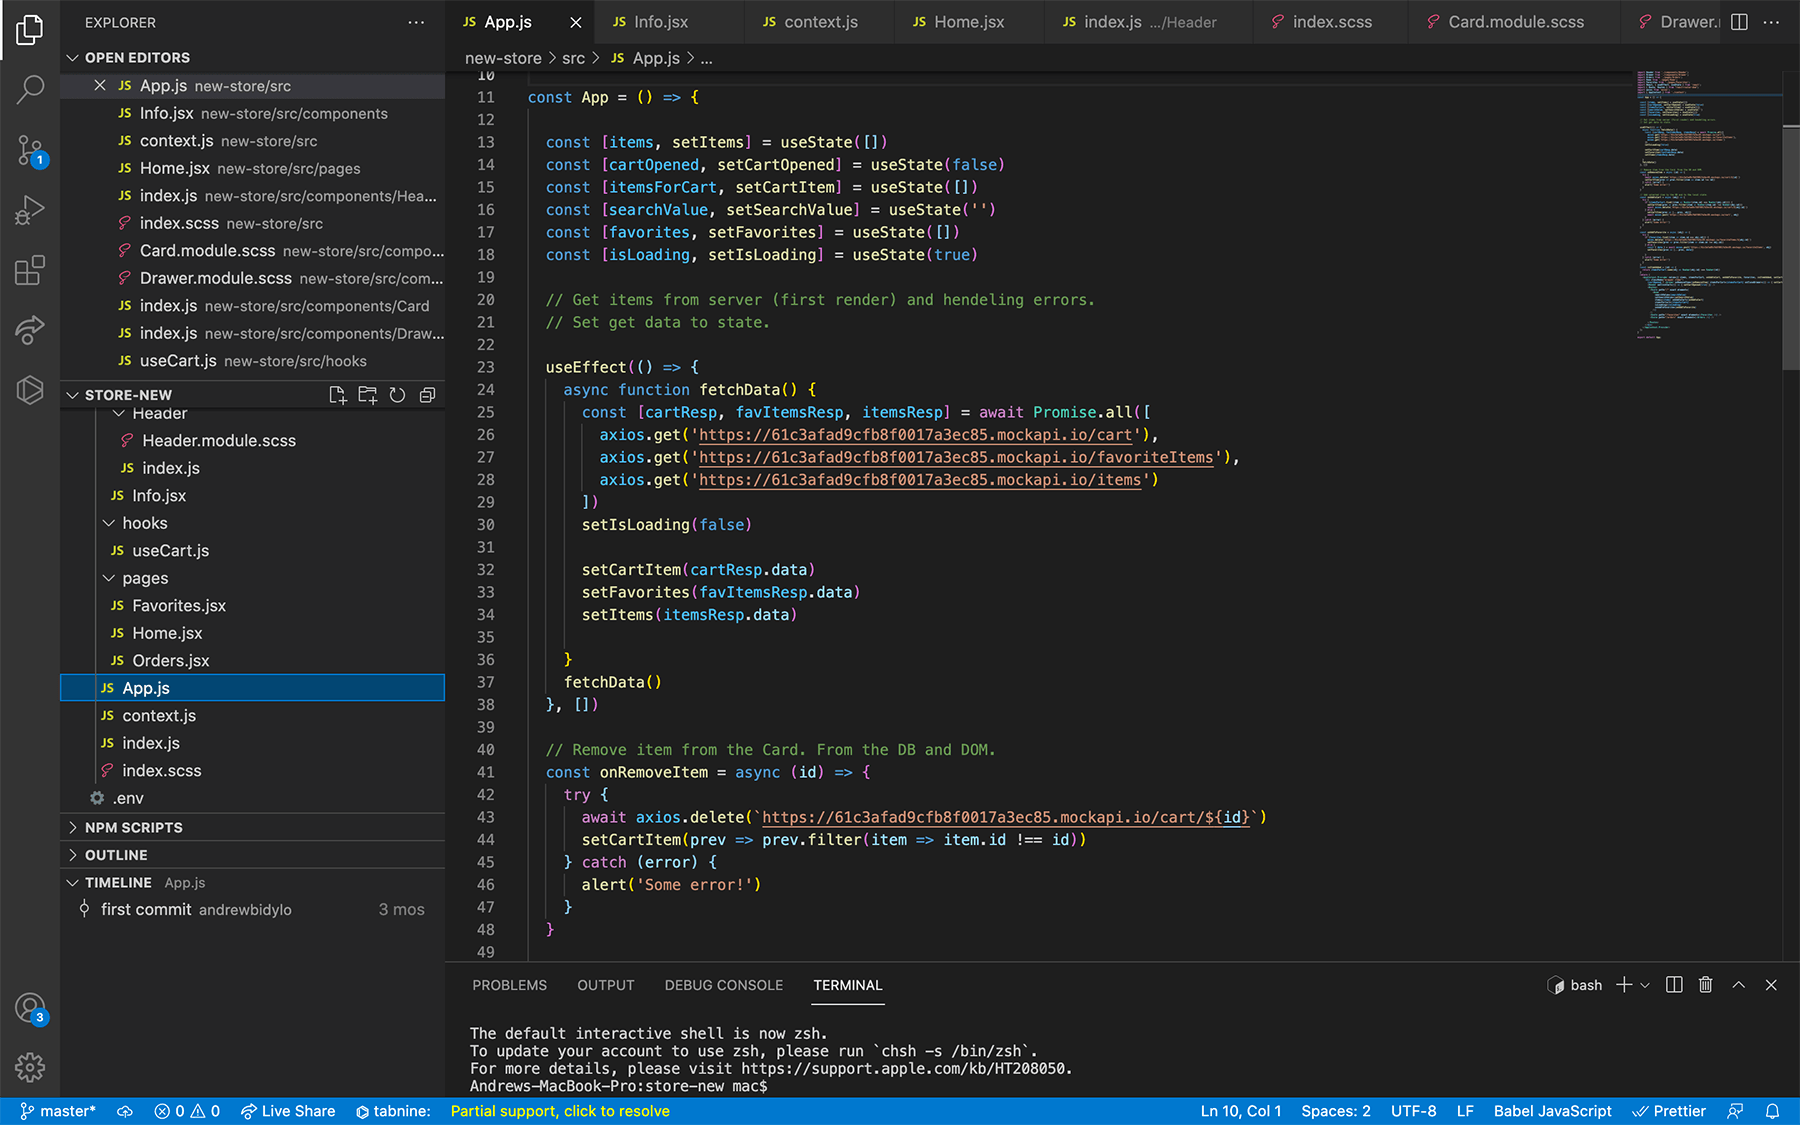 EXPLORER
OPEN EDITORS
App.js new-store/src
JS Info.jsx new-store/src/components
JS context.js new-store/src
JS Home.jsx new-store/src/pages
JS index.js new-store/src/components/Hea...
index.scss new-store/src
Card.module.scss new-store/src/compo...
Drawer.module.scss new-store/src/com...
JS index.js new-store/src/components/Card
JS index.js new-store/src/components/Draw...
JS useCart.js new-store/src/hooks
STORE-NEW
Header
Header.module.scss
JS index.js
JS Info.jsx
hooks
JS useCart.js
pages
JS Favorites.jsx
JS Home.jsx
JS Orders.jsx
JS App.js
JS context.js
JS index.js
index.scss
.env
NPM SCRIPTS
OUTLINE
TIMELINE App.js
first commit andrewbidylo 3 mos
1
3
JS App.js JS Info.jsx JS context.js JS Home.jsx JS index.js .../Header index.scss Card.module.scss Drawer.
new-store > src > JS App.js > ...
10
11 const App = () => {
12
13 const [items, setItems] = useState([])
14 const [cartOpened, setCartOpened] = useState(false)
15 const [itemsForCart, setCartItem] = useState([])
16 const [searchValue, setSearchValue] = useState('')
17 const [favorites, setFavorites] = useState([])
18 const [isLoading, setIsLoading] = useState(true)
19
20 // Get items from server (first render) and hendeling errors.
21 // Set get data to state.
22
23 useEffect(() => {
24 async function fetchData() {
25 const [cartResp, favItemsResp, itemsResp] = await Promise.all([
26 axios.get('https://61c3afad9cfb8f0017a3ec85.mockapi.io/cart'),
27 axios.get('https://61c3afad9cfb8f0017a3ec85.mockapi.io/favoriteItems'),
28 axios.get('https://61c3afad9cfb8f0017a3ec85.mockapi.io/items')
29 ])
30 setIsLoading(false)
31
32 setCartItem(cartResp.data)
33 setFavorites(favItemsResp.data)
34 setItems(itemsResp.data)
35
36 }
37 fetchData()
38 }, [])
39
40 // Remove item from the Card. From the DB and DOM.
41 const onRemoveItem = async (id) => {
42 try {
43 await axios.delete(`https://61c3afad9cfb8f0017a3ec85.mockapi.io/cart/${id}`)
44 setCartItem(prev => prev.filter(item => item.id !== id))
45 } catch (error) {
46 alert('Some error!')
47 }
48 }
49
PROBLEMS OUTPUT DEBUG CONSOLE TERMINAL bash
The default interactive shell is now zsh.
To update your account to use zsh, please run `chsh -s /bin/zsh`.
For more details, please visit https://support.apple.com/kb/HT208050.
Andrews-MacBook-Pro:store-new mac$
master* 0 0 Live Share tabnine: Partial support, click to resolve Ln 10, Col 1 Spaces: 2 UTF-8 LF Babel JavaScript Prettier